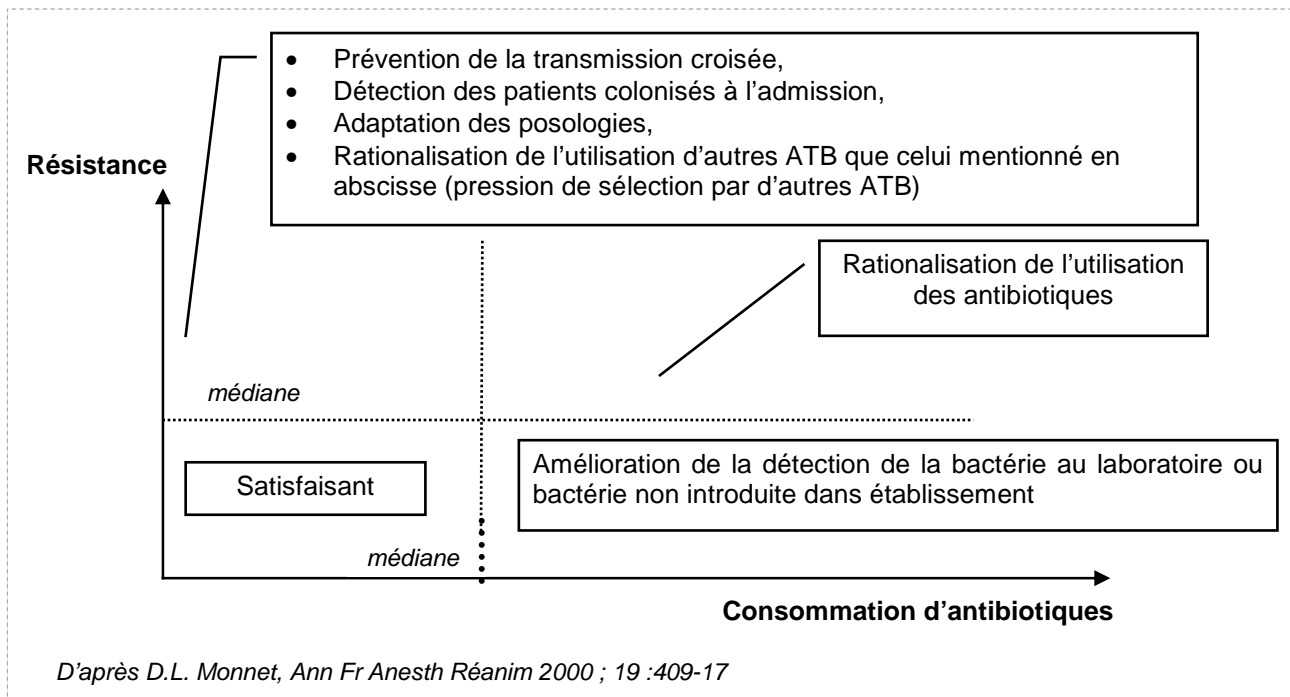 • Prévention de la transmission croisée,
• Détection des patients colonisés à l’admission,
• Adaptation des posologies,
• Rationalisation de l’utilisation d’autres ATB que celui mentionné en
abscisse (pression de sélection par d’autres ATB)
Résistance
Rationalisation de l’utilisation
des antibiotiques
médiane
Satisfaisant
Amélioration de la détection de la bactérie au laboratoire ou
bactérie non introduite dans établissement
médiane
Consommation d’antibiotiques
D’après D.L. Monnet, Ann Fr Anesth Réanim 2000 ; 19 :409-17